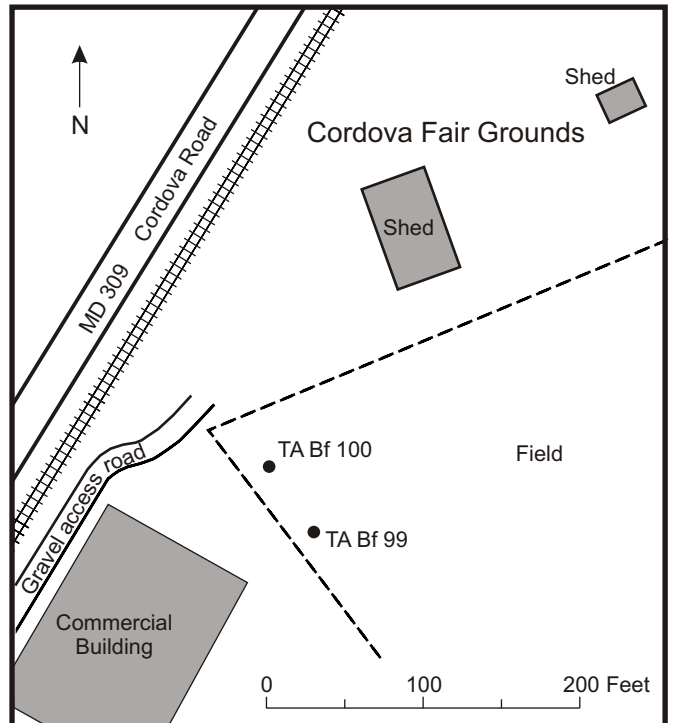 Shed
N
Cordova Fair Grounds
MD 309 Cordova Road
Shed
TA Bf 100
Field
Gravel access road
TA Bf 99
Commercial
Building
0 100 200 Feet